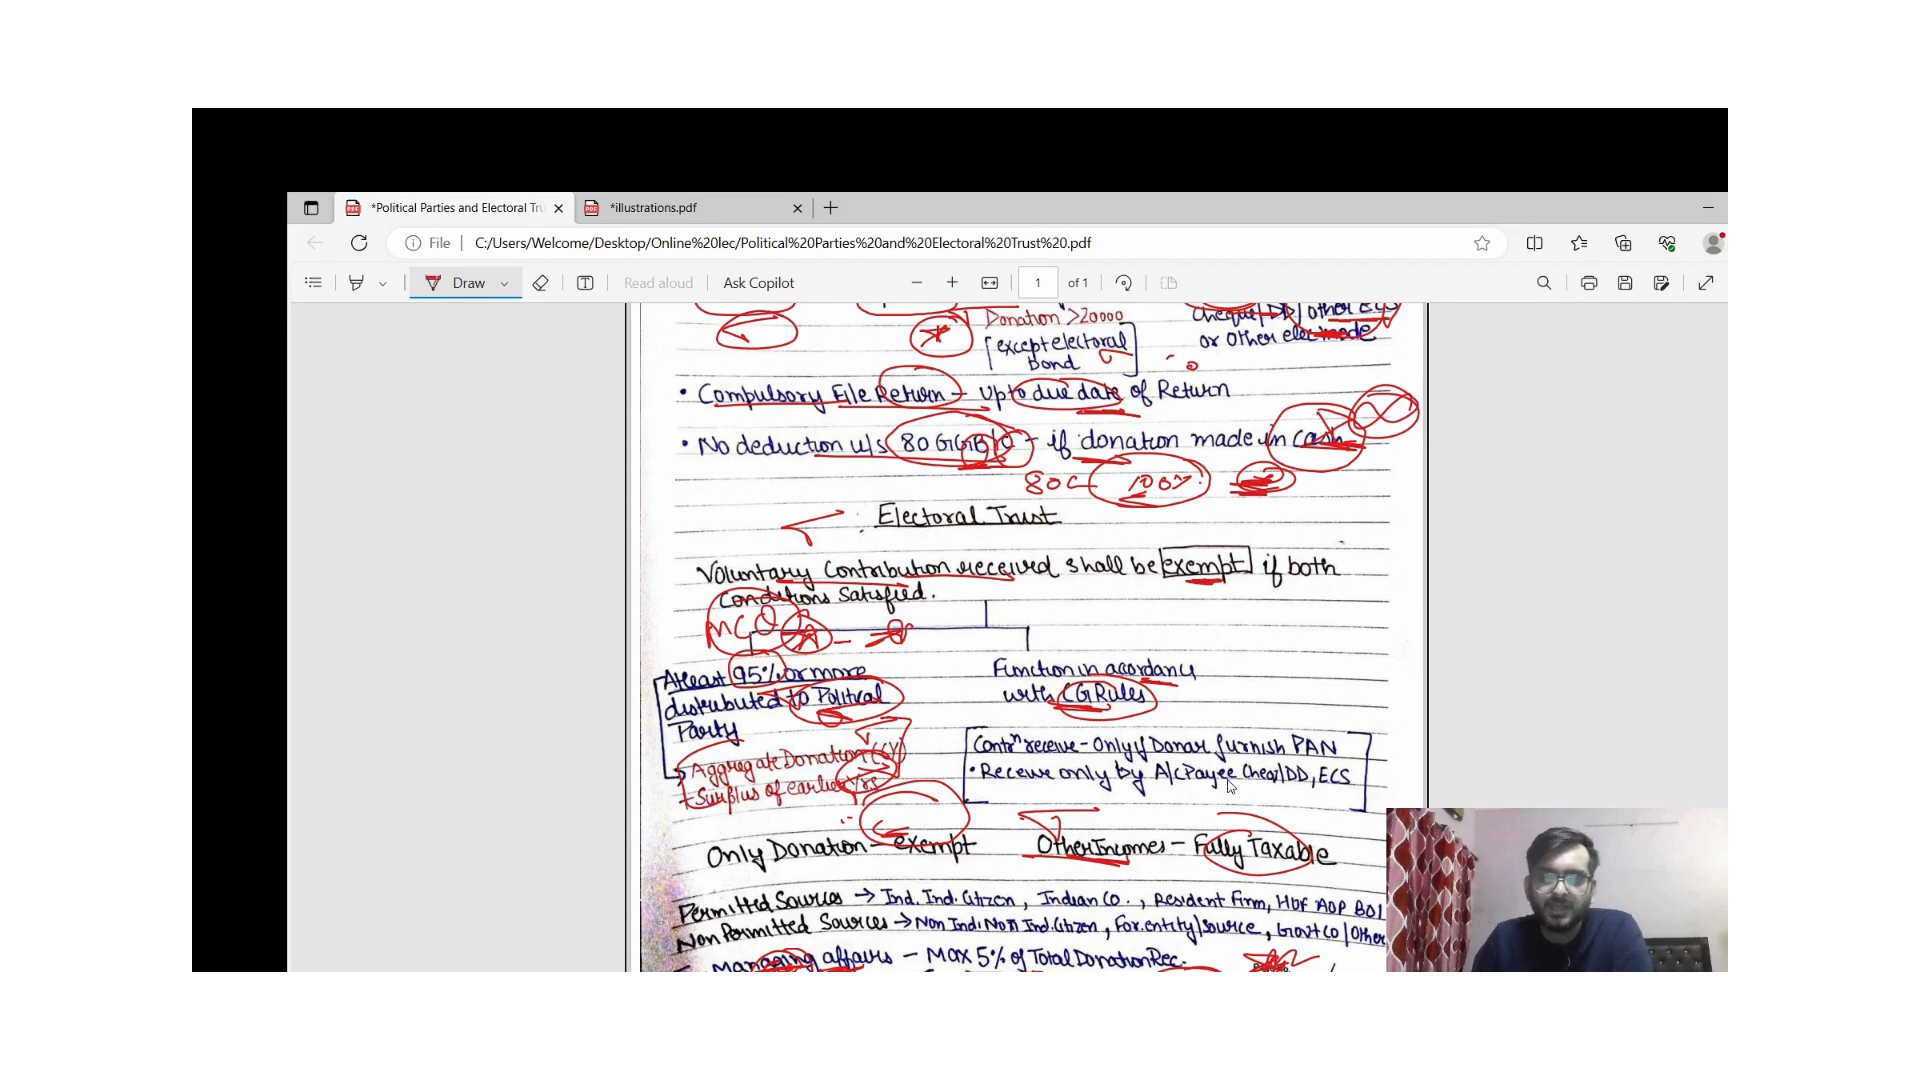 *Political Parties and Electoral Tru
*illustrations.pdf
File
C:/Users/Welcome/Desktop/Online%20lec/Political%20Parties%20and%20Electoral%20Trust%20.pdf
Draw
Read aloud
Ask Copilot
1
of 1
Donation >20000
[except electoral
bond
cheque/DD/other ECS
or other elec mode
• Compulsory File Return - Upto due date of Return
• No deduction u/s 80GGB/C - if donation made in cash
80C 100%
Electoral Trust
Voluntary Contribution received shall be exempt if both
Conditions Satisfied.
MCQ
Atleast 95% or more
distributed to Political
Party
Aggregate Donation (CY)
+ Surplus of earlier Yrs
Function in accordance
with CG Rules
Contrn receive - Only if Donar furnish PAN
• Receive only by A/c Payee Cheq/DD, ECS
Only Donation - exempt
Other Incomes - Fully Taxable
Permitted Sources → Ind. Ind. Citizen, Indian Co., Resident Firm, HUF AOP BOI
Non Permitted Sources → Non Ind. Non Ind. Citizen, For. entity/source, Govt Co/Other
- Managing affairs - Max 5% of Total Donation Rec.